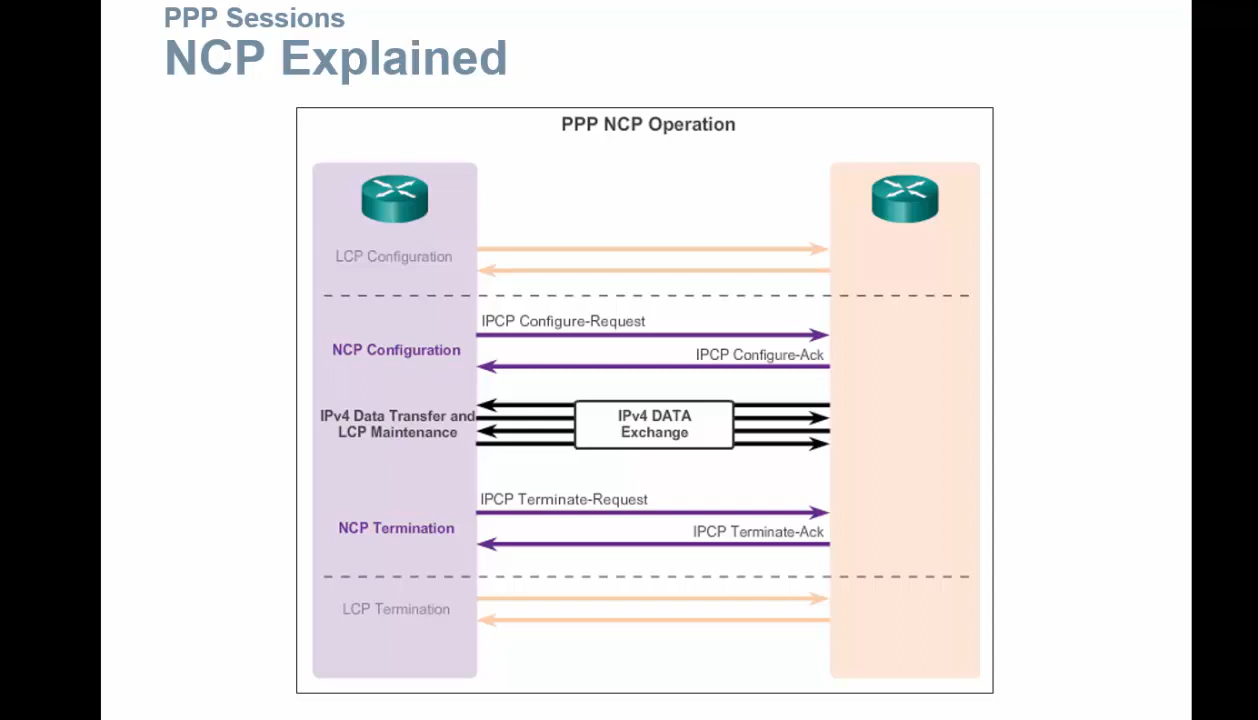 PPP Sessions
NCP Explained
PPP NCP Operation
LCP Configuration
IPCP Configure-Request
NCP Configuration
IPCP Configure-Ack
IPv4 Data Transfer and
LCP Maintenance
IPv4 DATA
Exchange
IPCP Terminate-Request
NCP Termination
IPCP Terminate-Ack
LCP Termination